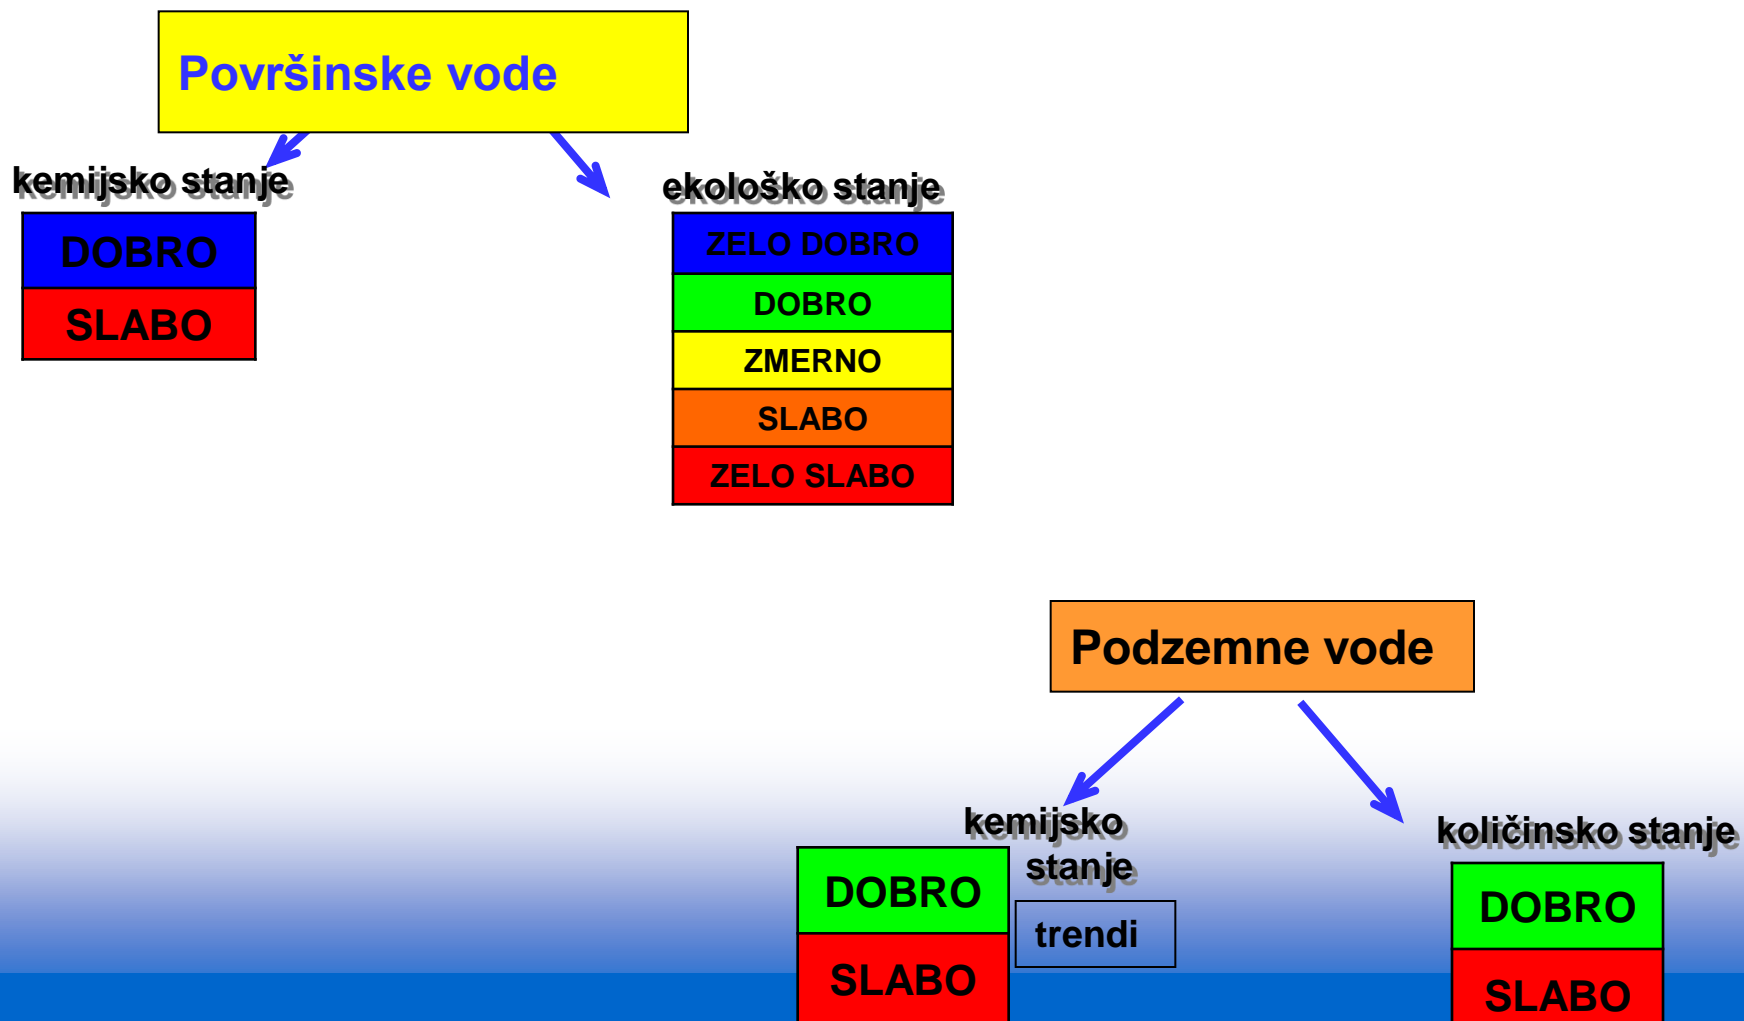 Površinske vode
kemijsko stanje
DOBRO
SLABO
ekološko stanje
ZELO DOBRO
DOBRO
ZMERNO
SLABO
ZELO SLABO
Podzemne vode
kemijsko
stanje
DOBRO
SLABO
trendi
količinsko stanje
DOBRO
SLABO